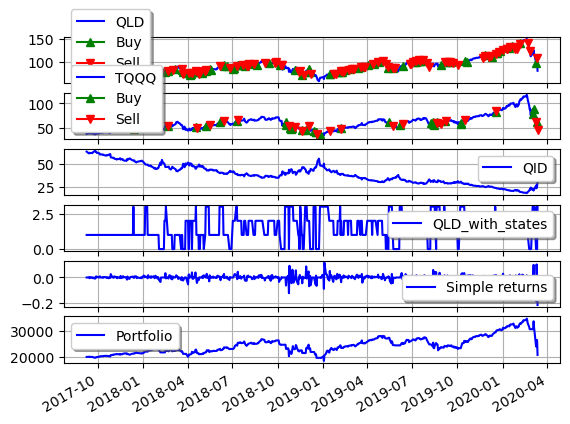 QLD
Buy
Sell
150
100
TQQQ
Buy
Sell
100
50
QID
50
25
QLD_with_states
2.5
0.0
Simple returns
0.0
−0.2
Portfolio
30000
20000
2017-10 2018-01 2018-04 2018-07 2018-10 2019-01 2019-04 2019-07 2019-10 2020-01 2020-04